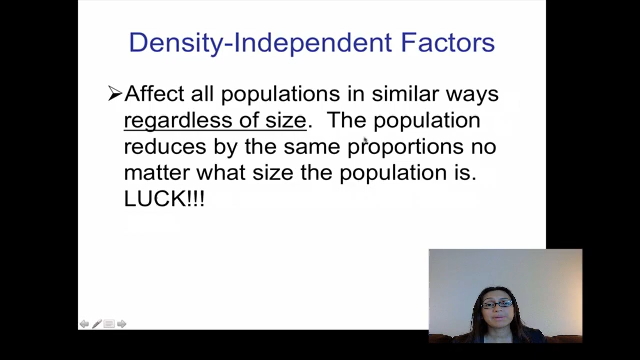 Density-Independent Factors
➢Affect all populations in similar ways
regardless of size. The population
reduces by the same proportions no
matter what size the population is.
LUCK!!!